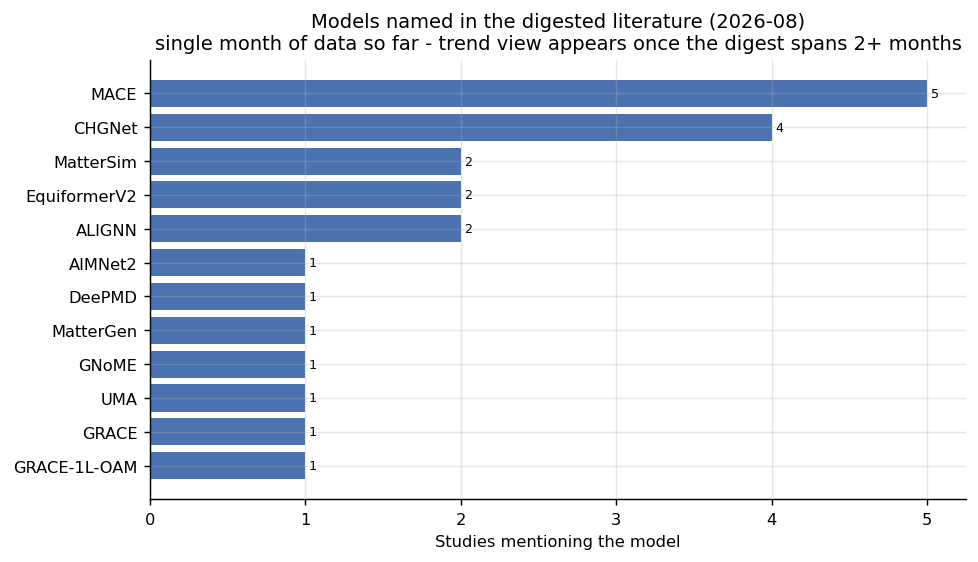 Models named in the digested literature (2026-08)
single month of data so far - trend view appears once the digest spans 2+ months
MACE 5
CHGNet 4
MatterSim 2
EquiformerV2 2
ALIGNN 2
AIMNet2 1
DeePMD 1
MatterGen 1
GNoME 1
UMA 1
GRACE 1
GRACE-1L-OAM 1
0 1 2 3 4 5
Studies mentioning the model